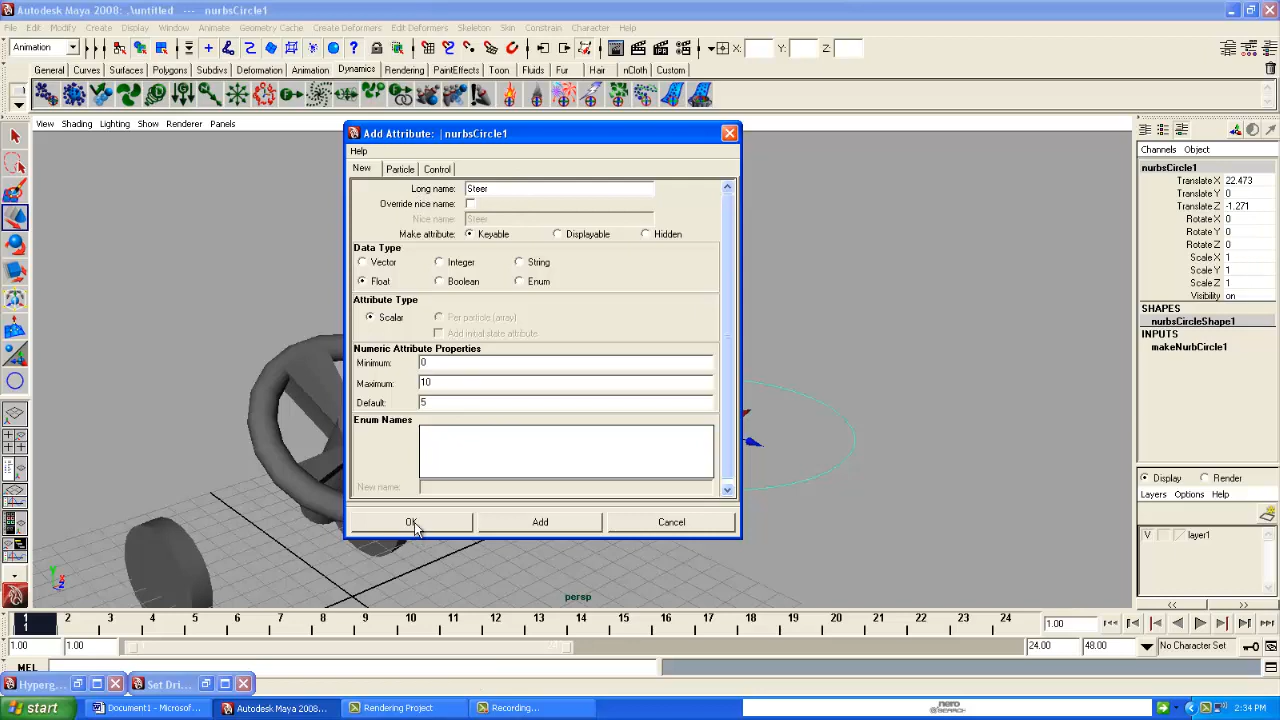 Autodesk Maya 2008: .\untitled --- nurbsCircle1
File Edit Modify Create Display Window Animate Geometry Cache Create Deformers Edit Deformers Skeleton Skin Constrain Character Help
Animation X: Y: Z:
General Curves Surfaces Polygons Subdivs Deformation Animation Dynamics Rendering PaintEffects Toon Fluids Fur Hair nCloth Custom
View Shading Lighting Show Renderer Panels
Add Attribute: |nurbsCircle1
Help
New Particle Control
Long name: Steer
Override nice name:
Nice name: Steer
Make attribute: Keyable Displayable Hidden
Data Type
Vector Integer String
Float Boolean Enum
Attribute Type
Scalar Per particle (array)
Add initial state attribute
Numeric Attribute Properties
Minimum: 0
Maximum: 10
Default: 5
Enum Names
New name:
OK Add Cancel
Channels Object
nurbsCircle1
Translate X 22.473
Translate Y 0
Translate Z -1.271
Rotate X 0
Rotate Y 0
Rotate Z 0
Scale X 1
Scale Y 1
Scale Z 1
Visibility on
SHAPES
nurbsCircleShape1
INPUTS
makeNurbCircle1
Display Render
Layers Options Help
V layer1
<< >>
persp
1 2 3 4 5 6 7 8 9 10 11 12 13 14 15 16 17 18 19 20 21 22 23 24 1.00
1
1.00 1.00 24.00 48.00 No Character Set
MEL
Hyperg... Set Dri...
start Document1 - Microsof... Autodesk Maya 2008:... Rendering Project Recording... nero SEARCH 2:34 PM